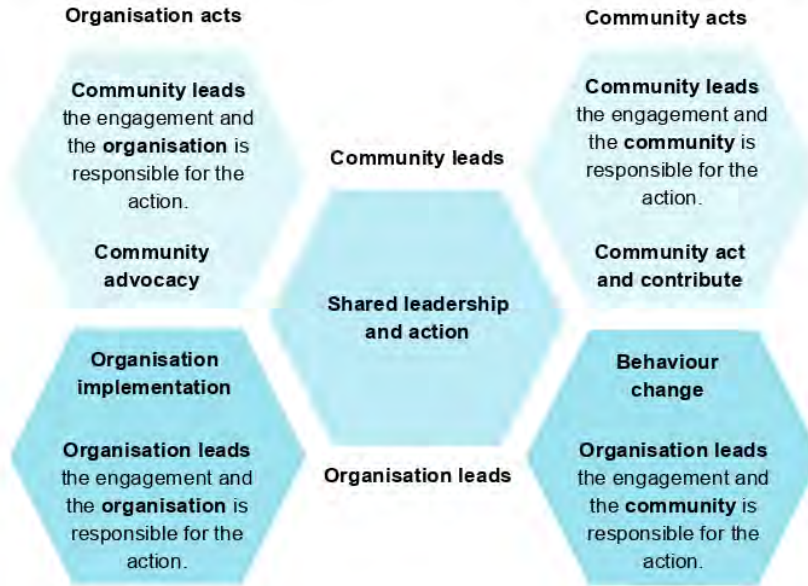 Organisation acts
Community acts
Community leads
the engagement and
the organisation is
responsible for the
action.
Community
advocacy
Community leads
Community leads
the engagement and
the community is
responsible for the
action.
Community act
and contribute
Shared leadership
and action
Organisation
implementation
Organisation leads
the engagement and
the organisation is
responsible for the
action.
Organisation leads
Behaviour
change
Organisation leads
the engagement and
the community is
responsible for the
action.